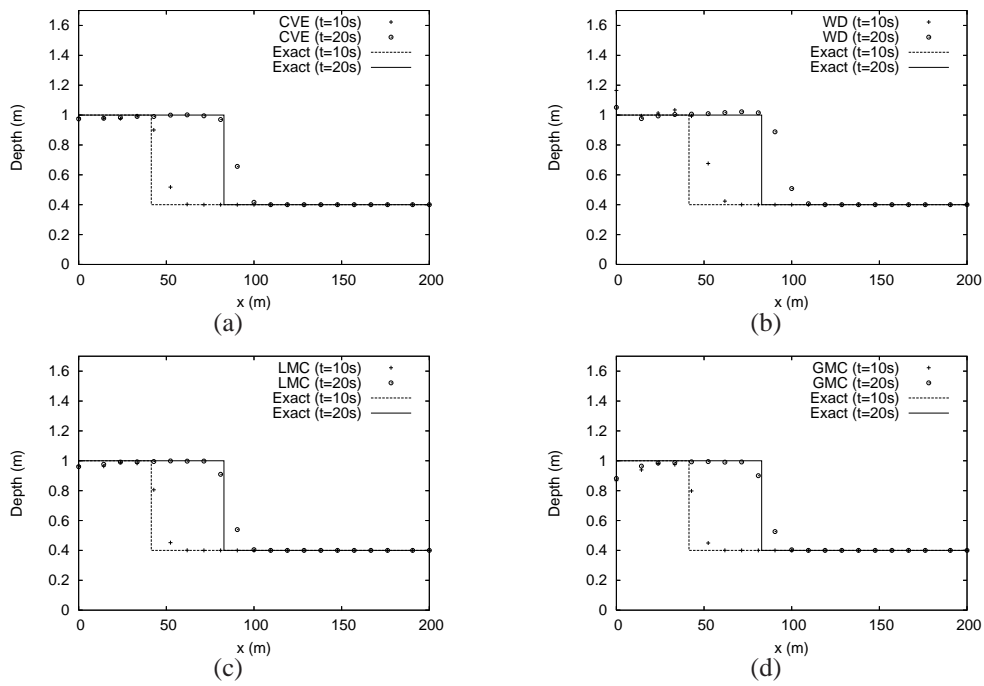 1.6
1.4
1.2
1
0.8
0.6
0.4
0.2
0
Depth (m)
0 50 100 150 200
x (m)
CVE (t=10s)
CVE (t=20s)
Exact (t=10s)
Exact (t=20s)
(a)
1.6
1.4
1.2
1
0.8
0.6
0.4
0.2
0
Depth (m)
0 50 100 150 200
x (m)
WD (t=10s)
WD (t=20s)
Exact (t=10s)
Exact (t=20s)
(b)
1.6
1.4
1.2
1
0.8
0.6
0.4
0.2
0
Depth (m)
0 50 100 150 200
x (m)
LMC (t=10s)
LMC (t=20s)
Exact (t=10s)
Exact (t=20s)
(c)
1.6
1.4
1.2
1
0.8
0.6
0.4
0.2
0
Depth (m)
0 50 100 150 200
x (m)
GMC (t=10s)
GMC (t=20s)
Exact (t=10s)
Exact (t=20s)
(d)